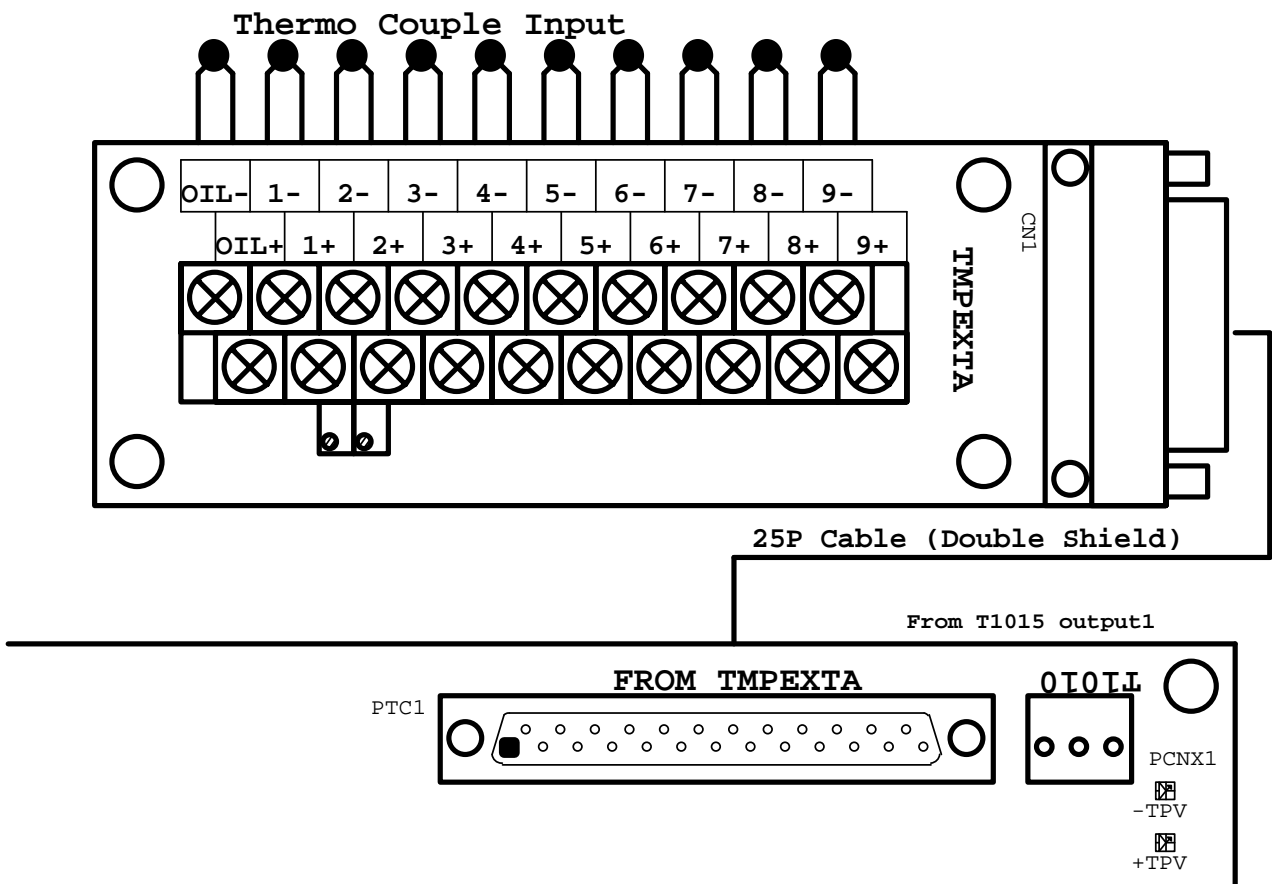 Thermo Couple Input
OIL- 1- 2- 3- 4- 5- 6- 7- 8- 9-
OIL+ 1+ 2+ 3+ 4+ 5+ 6+ 7+ 8+ 9+
CN1
TMPEXTA
25P Cable (Double Shield)
From T1015 output1
FROM TMPEXTA
T1010
PTC1
PCNX1
-TPV
+TPV